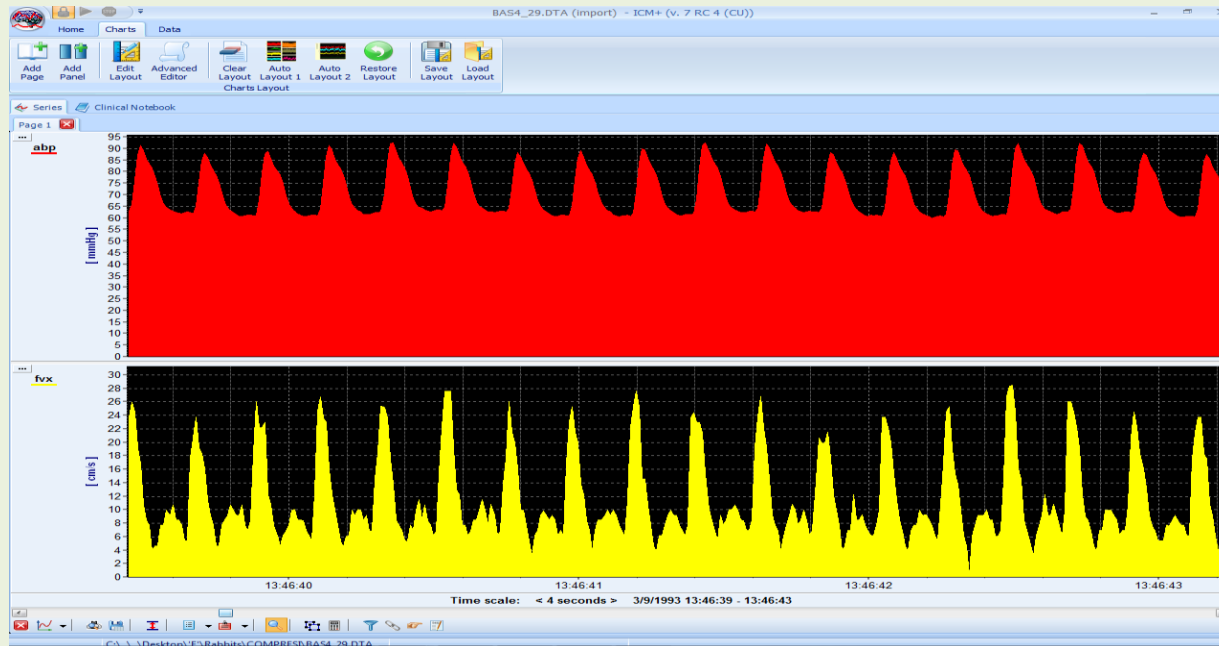 BAS4_29.DTA (import) - ICM+ (v. 7 RC 4 (CU))
Home Charts Data
Add Page
Add Panel
Edit Layout
Advanced Editor
Clear Layout
Auto Layout 1
Auto Layout 2
Restore Layout
Save Layout
Load Layout
Charts Layout
Series Clinical Notebook
Page 1
abp
[ mmHg ]
95
90
85
80
75
70
65
60
55
50
45
40
35
30
25
20
15
10
5
0
fvx
[ cm/s ]
30
28
26
24
22
20
18
16
14
12
10
8
6
4
2
0
13:46:40 13:46:41 13:46:42 13:46:43
Time scale: < 4 seconds > 3/9/1993 13:46:39 - 13:46:43